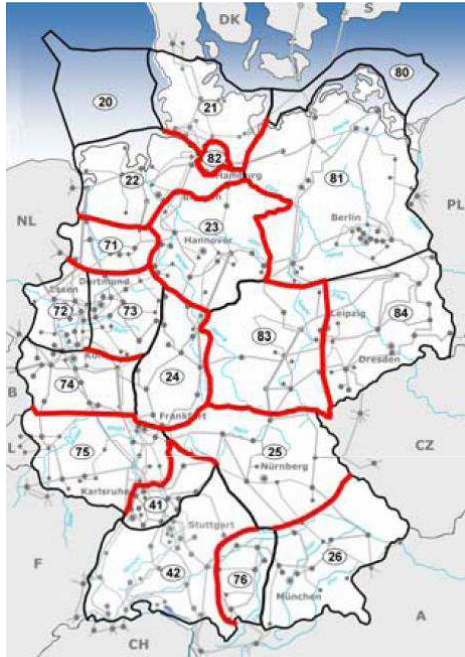 DK
S
20
21
80
82
Hamburg
22
81
23
PL
NL
Berlin
71
Hannover
Dortmund
Essen
72
73
Leipzig
84
83
Dresden
74
24
B
Frankfurt
L
75
25
CZ
Nürnberg
Karlsruhe
41
Stuttgart
F
42
76
26
München
A
CH